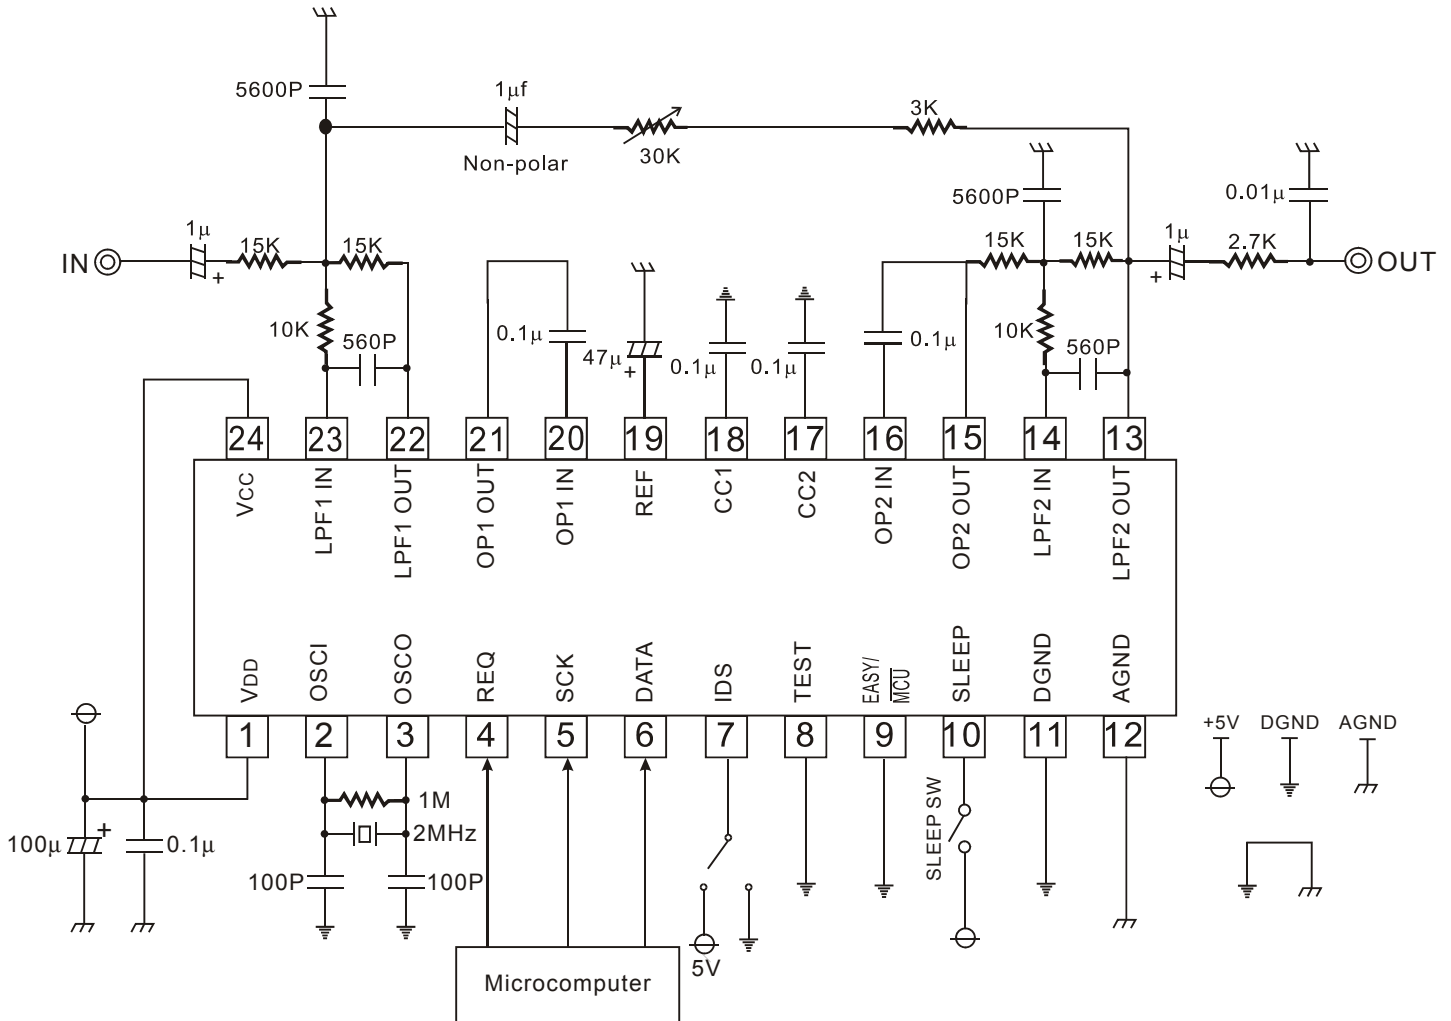 5600P
1μf
Non-polar
30K
3K
5600P
0.01μ
IN
1μ
+
15K
15K
15K
15K
1μ
+
2.7K
OUT
10K
560P
0.1μ
47μ
+
0.1μ
0.1μ
0.1μ
10K
560P
24 23 22 21 20 19 18 17 16 15 14 13
VCC
LPF1 IN
LPF1 OUT
OP1 OUT
OP1 IN
REF
CC1
CC2
OP2 IN
OP2 OUT
LPF2 IN
LPF2 OUT
VDD
OSCI
OSCO
REQ
SCK
DATA
IDS
TEST
EASY/
MCU
SLEEP
DGND
AGND
1 2 3 4 5 6 7 8 9 10 11 12
+5V
DGND
AGND
100μ
+
0.1μ
1M
2MHz
100P
100P
SLEEP SW
5V
Microcomputer